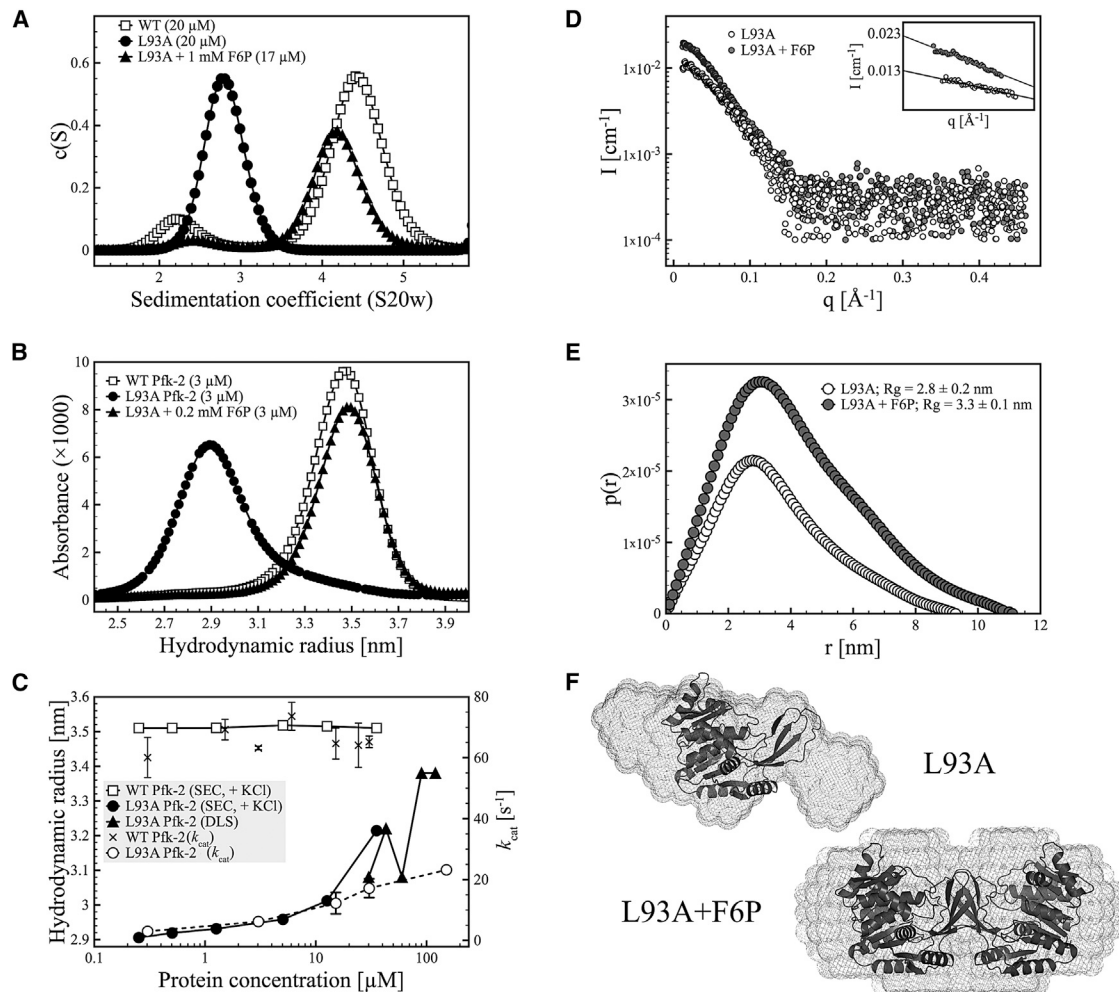 A
WT (20 µM)
L93A (20 µM)
L93A + 1 mM F6P (17 µM)
0.6
0.4
0.2
0
c(S)
2
3
4
5
Sedimentation coefficient (S20w)
B
WT Pfk-2 (3 µM)
L93A Pfk-2 (3 µM)
L93A + 0.2 mM F6P (3 µM)
10
8
6
4
2
0
Absorbance (×1000)
2.5
2.7
2.9
3.1
3.3
3.5
3.7
3.9
Hydrodynamic radius [nm]
C
3.6
3.5
3.4
3.3
3.2
3.1
3
2.9
Hydrodynamic radius [nm]
80
60
40
20
0
kcat [s-1]
WT Pfk-2 (SEC, + KCl)
L93A Pfk-2 (SEC, + KCl)
L93A Pfk-2 (DLS)
WT Pfk-2(kcat)
L93A Pfk-2 (kcat)
0.1
1
10
100
Protein concentration [µM]
D
L93A
L93A + F6P
1×10-2
1×10-3
1×10-4
I [cm-1]
0
0.1
0.2
0.3
0.4
q [Å-1]
0.023
0.013
I [cm-1]
q [Å-1]
E
L93A; Rg = 2.8 ± 0.2 nm
L93A + F6P; Rg = 3.3 ± 0.1 nm
3x10-5
2x10-5
1x10-5
0
p(r)
0
2
4
6
8
10
12
r [nm]
F
L93A
L93A+F6P